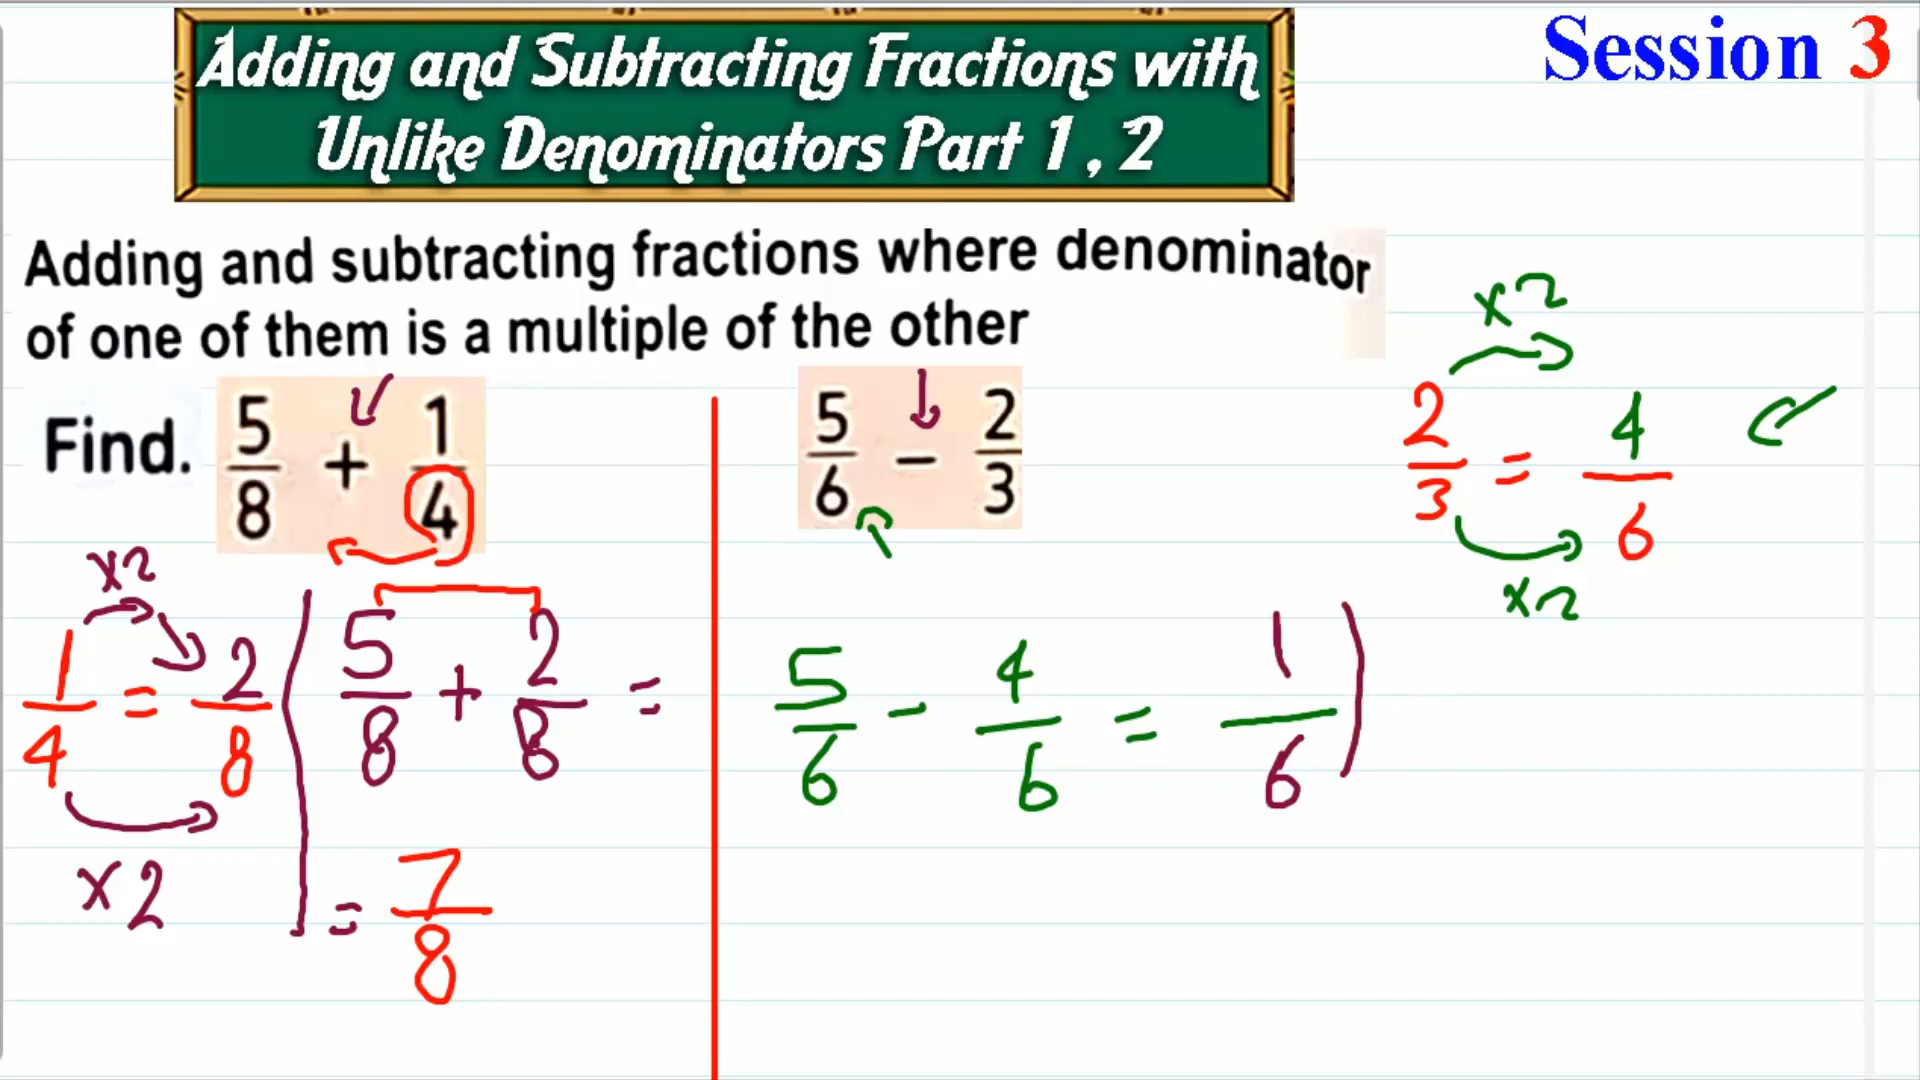 Session 3
Adding and Subtracting Fractions with
Unlike Denominators Part 1 , 2
Adding and subtracting fractions where denominator
of one of them is a multiple of the other
Find. 5/8 + 1/4
x2
1/4 = 2/8
x2
5/8 + 2/8 =
= 7/8
5/6 - 2/3
5/6 - 4/6 = 1/6
x2
2/3 = 4/6
x2